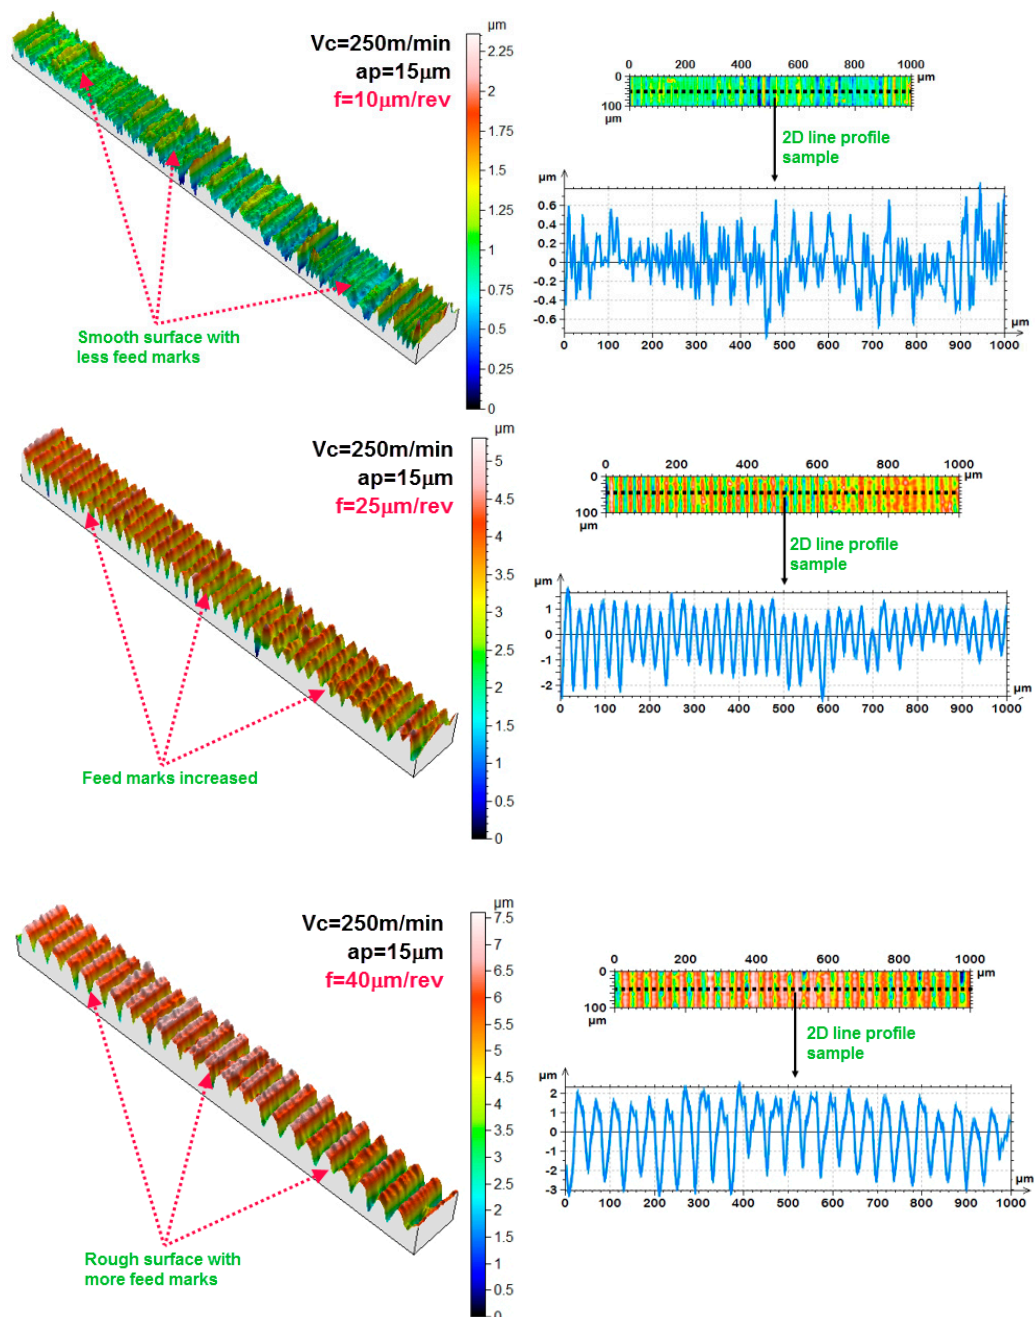 Vc=250m/min
ap=15μm
f=10μm/rev
μm
2.25
2
1.75
1.5
1.25
1
0.75
0.5
0.25
0
Smooth surface with
less feed marks
0 200 400 600 800 1000
μm
0
100
μm
2D line profile
sample
μm
0.6
0.4
0.2
0
-0.2
-0.4
-0.6
μm
0 100 200 300 400 500 600 700 800 900 1000
Vc=250m/min
ap=15μm
f=25μm/rev
μm
5
4.5
4
3.5
3
2.5
2
1.5
1
0.5
0
Feed marks increased
0 200 400 600 800 1000
μm
0
100
μm
2D line profile
sample
μm
1
0
-1
-2
μm
0 100 200 300 400 500 600 700 800 900 1000
Vc=250m/min
ap=15μm
f=40μm/rev
μm
7.5
7
6.5
6
5.5
5
4.5
4
3.5
3
2.5
2
1.5
1
0.5
0
Rough surface with
more feed marks
0 200 400 600 800 1000
μm
0
100
μm
2D line profile
sample
μm
2
1
0
-1
-2
-3
μm
0 100 200 300 400 500 600 700 800 900 1000